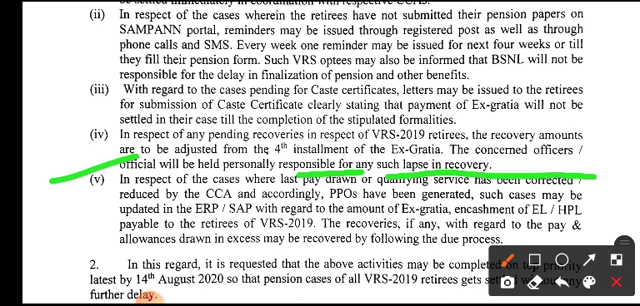 be settled immediately in coordination with respective CCAs.
(ii) In respect of the cases wherein the retirees have not submitted their pension papers on
SAMPANN portal, reminders may be issued through registered post as well as through
phone calls and SMS. Every week one reminder may be issued for next four weeks or till
they fill their pension form. Such VRS optees may also be informed that BSNL will not be
responsible for the delay in finalization of pension and other benefits.
(iii) With regard to the cases pending for Caste certificates, letters may be issued to the retirees
for submission of Caste Certificate clearly stating that payment of Ex-gratia will not be
settled in their case till the completion of the stipulated formalities.
(iv) In respect of any pending recoveries in respect of VRS-2019 retirees, the recovery amounts
are to be adjusted from the 4th installment of the Ex-Gratia. The concerned officers /
official will be held personally responsible for any such lapse in recovery.
(v) In respect of the cases where last pay drawn or qualifying service has been corrected /
reduced by the CCA and accordingly, PPOs have been generated, such cases may be
updated in the ERP / SAP with regard to the amount of Ex-gratia, encashment of EL / HPL
payable to the retirees of VRS-2019. The recoveries, if any, with regard to the pay &
allowances drawn in excess may be recovered by following the due process.
2. In this regard, it is requested that the above activities may be completed on top priority
latest by 14th August 2020 so that pension cases of all VRS-2019 retirees gets
further delay.